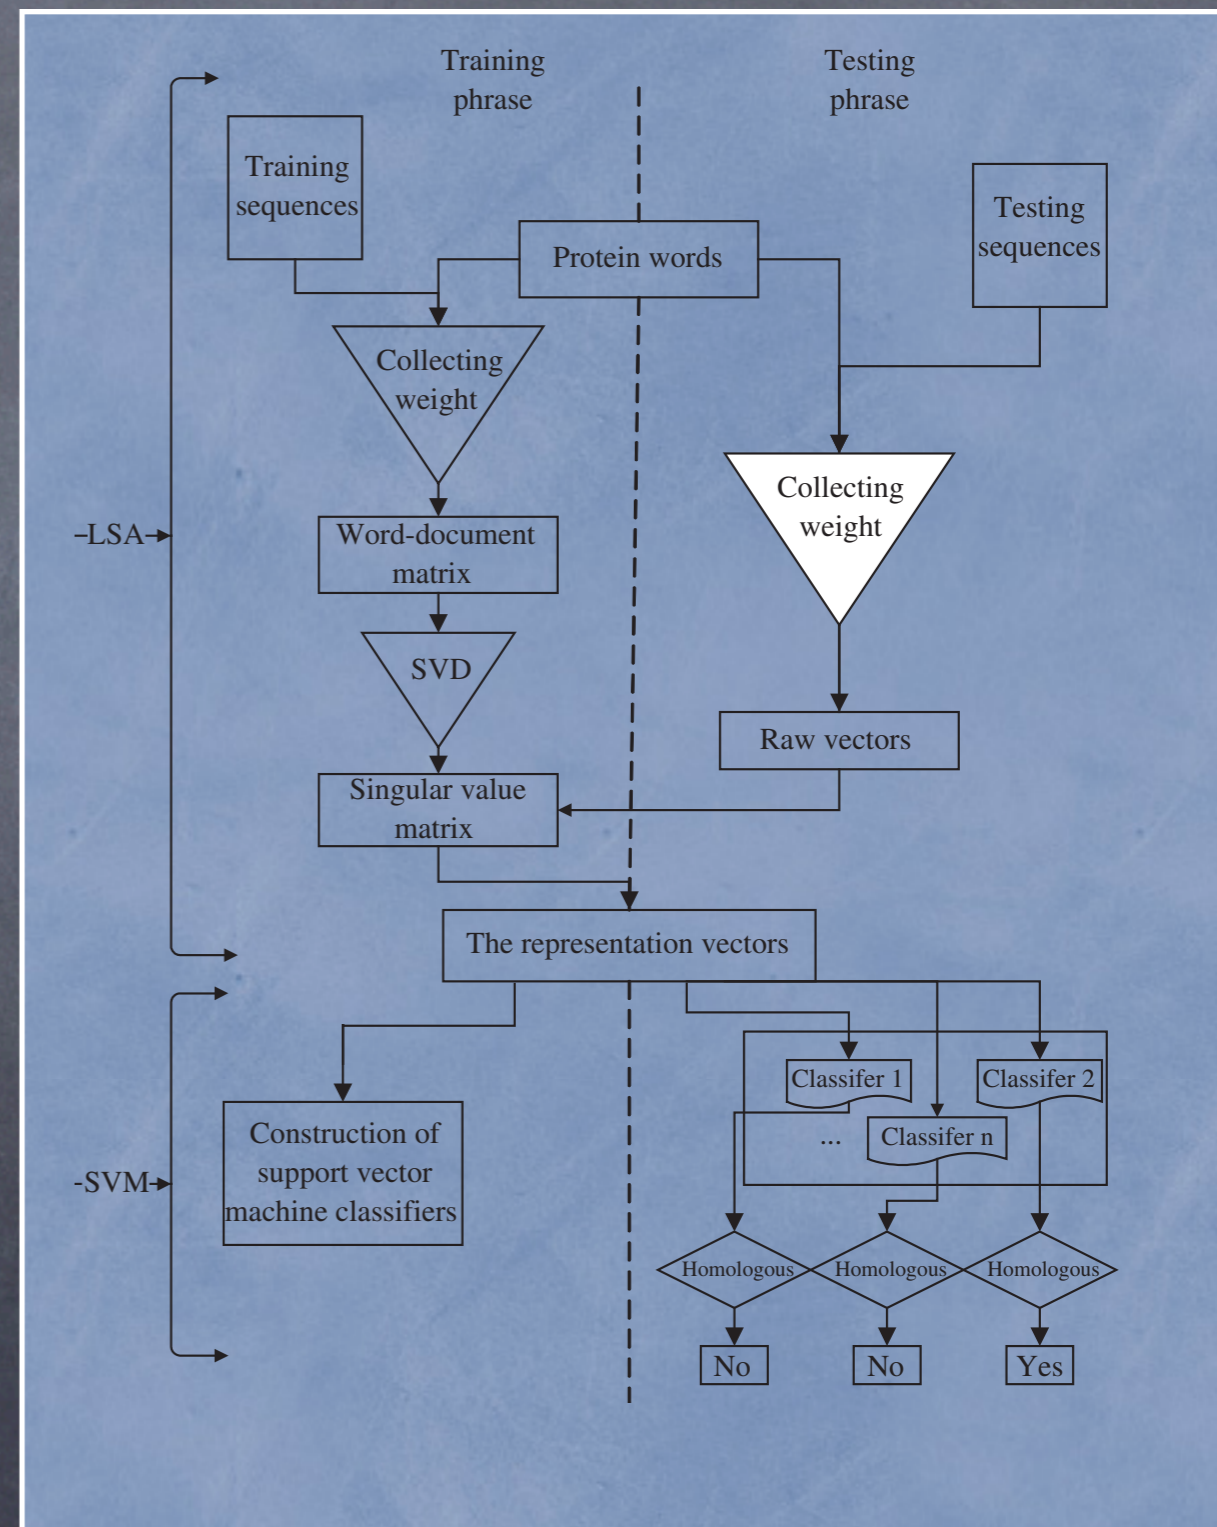 Training
phrase
Testing
phrase
Training
sequences
Testing
sequences
Protein words
Collecting
weight
Collecting
weight
–LSA
Word-document
matrix
SVD
Raw vectors
Singular value
matrix
The representation vectors
Classifer 1
Classifer 2
...
Classifer n
Construction of
support vector
machine classifiers
-SVM
Homologous
Homologous
Homologous
No
No
Yes